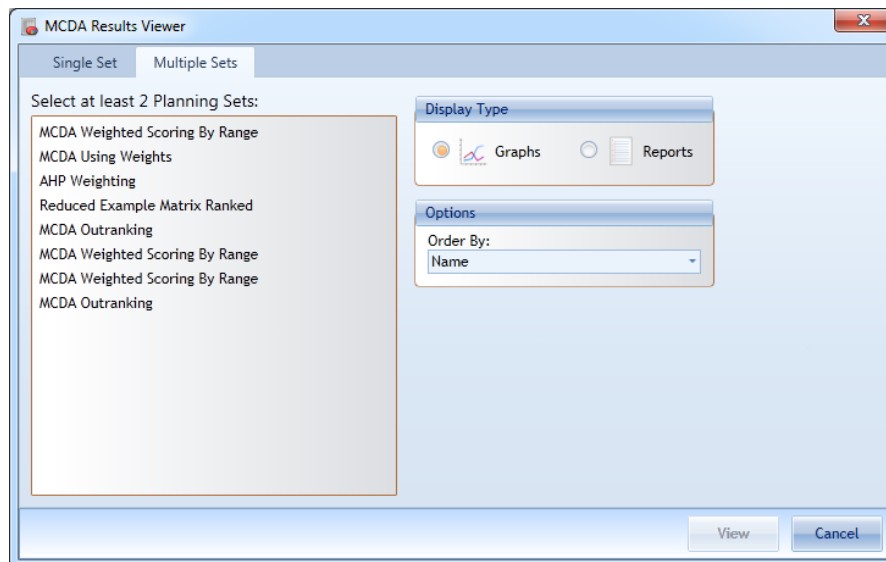 MCDA Results Viewer
Single Set Multiple Sets
Select at least 2 Planning Sets:
MCDA Weighted Scoring By Range
MCDA Using Weights
AHP Weighting
Reduced Example Matrix Ranked
MCDA Outranking
MCDA Weighted Scoring By Range
MCDA Weighted Scoring By Range
MCDA Outranking
Display Type
Graphs Reports
Options
Order By:
Name
View Cancel